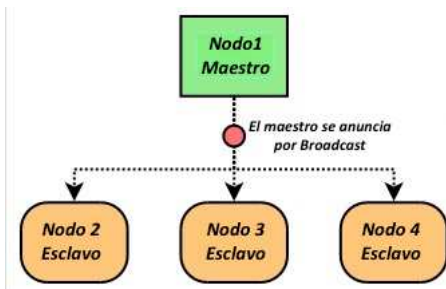 Nodo1
Maestro
El maestro se anuncia
por Broadcast
Nodo 2
Esclavo
Nodo 3
Esclavo
Nodo 4
Esclavo